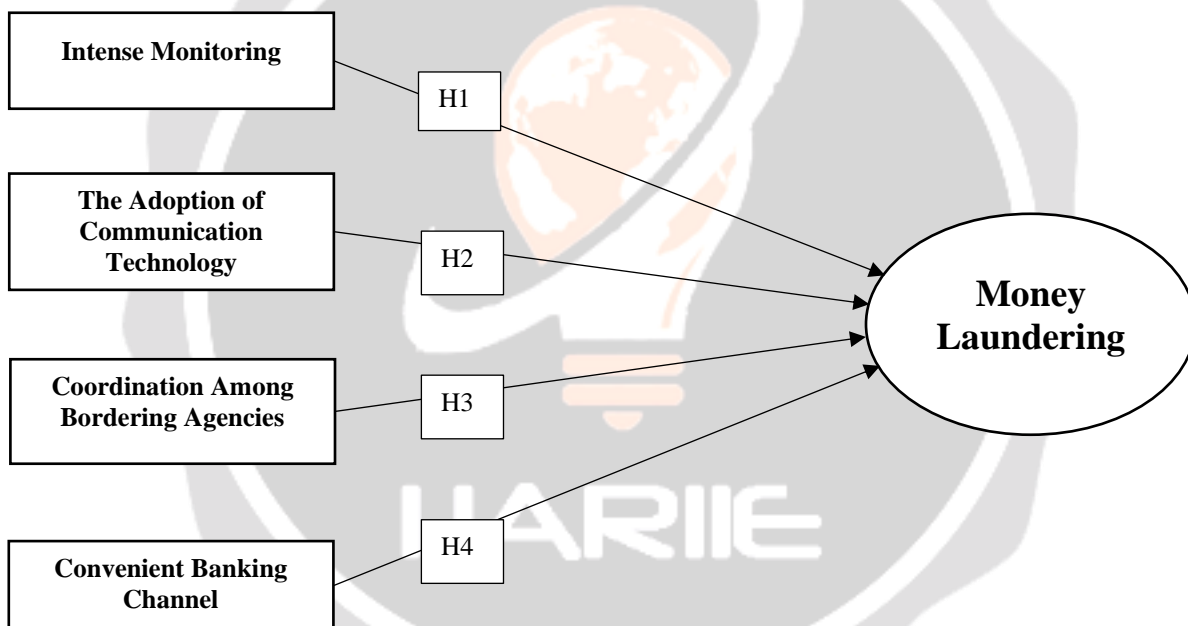 Intense Monitoring
H1
The Adoption of
Communication
Technology
H2
Coordination Among
Bordering Agencies
H3
Convenient Banking
Channel
H4
Money
Laundering
IJARIIE